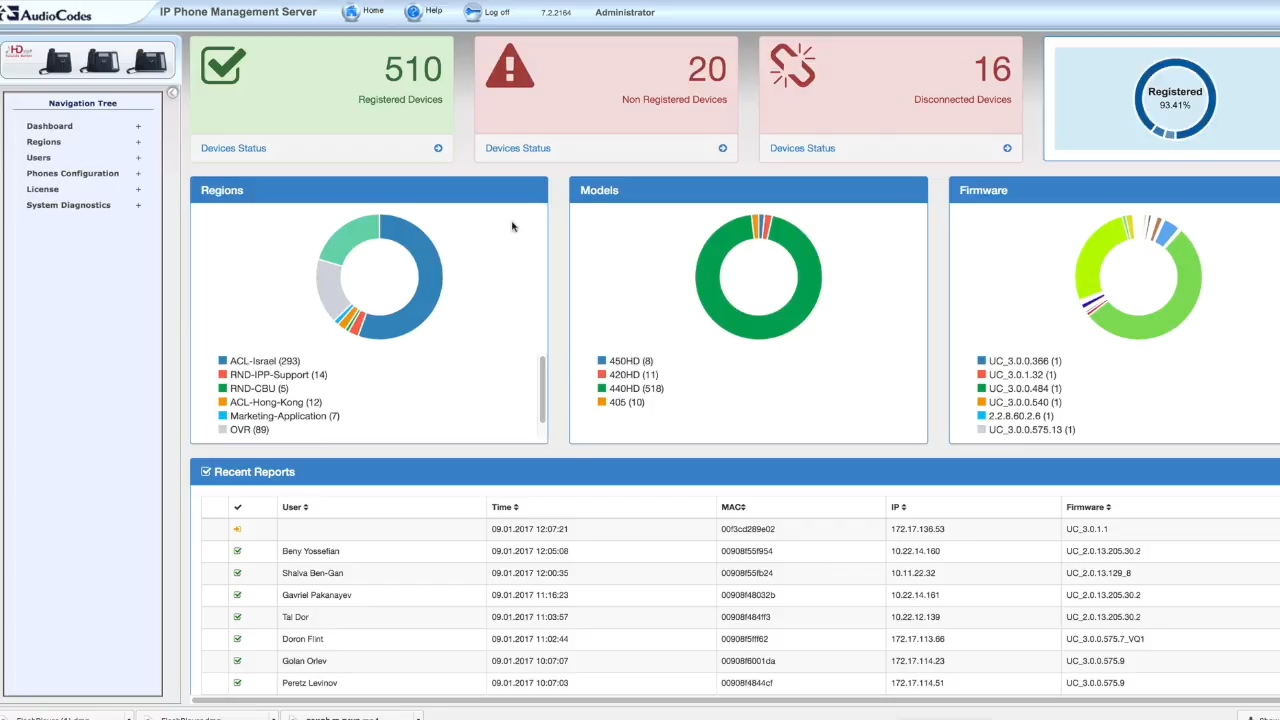 AudioCodes
IP Phone Management Server
Home
Help
Log off
7.2.2164
Administrator
HD
Navigation Tree
Dashboard +
Regions +
Users +
Phones Configuration +
License +
System Diagnostics +
510
Registered Devices
Devices Status
20
Non Registered Devices
Devices Status
16
Disconnected Devices
Devices Status
Registered
93.41%
Regions
ACL-Israel (293)
RND-IPP-Support (14)
RND-CBU (5)
ACL-Hong-Kong (12)
Marketing-Application (7)
OVR (89)
Models
450HD (8)
420HD (11)
440HD (518)
405 (10)
Firmware
UC_3.0.0.366 (1)
UC_3.0.1.32 (1)
UC_3.0.0.484 (1)
UC_3.0.0.540 (1)
2.2.8.60.2.6 (1)
UC_3.0.0.575.13 (1)
Recent Reports
User Time MAC IP Firmware
09.01.2017 12:07:21 00f3cd289e02 172.17.136.53 UC_3.0.1.1
Beny Yossefian 09.01.2017 12:05:08 00908f55f954 10.22.14.160 UC_2.0.13.205.30.2
Shalva Ben-Gan 09.01.2017 12:00:35 00908f55fb24 10.11.22.32 UC_2.0.13.129_8
Gavriel Pakanayev 09.01.2017 11:16:23 00908f48032b 10.22.14.161 UC_2.0.13.205.30.2
Tal Dor 09.01.2017 11:03:57 00908f484ff3 10.22.12.139 UC_2.0.13.205.30.2
Doron Flint 09.01.2017 11:02:44 00908f5fff62 172.17.113.66 UC_3.0.0.575.7_VQ1
Golan Orlev 09.01.2017 10:07:07 00908f6001da 172.17.114.23 UC_3.0.0.575.9
Peretz Levinov 09.01.2017 10:07:03 00908f4844cf 172.17.114.51 UC_3.0.0.575.9